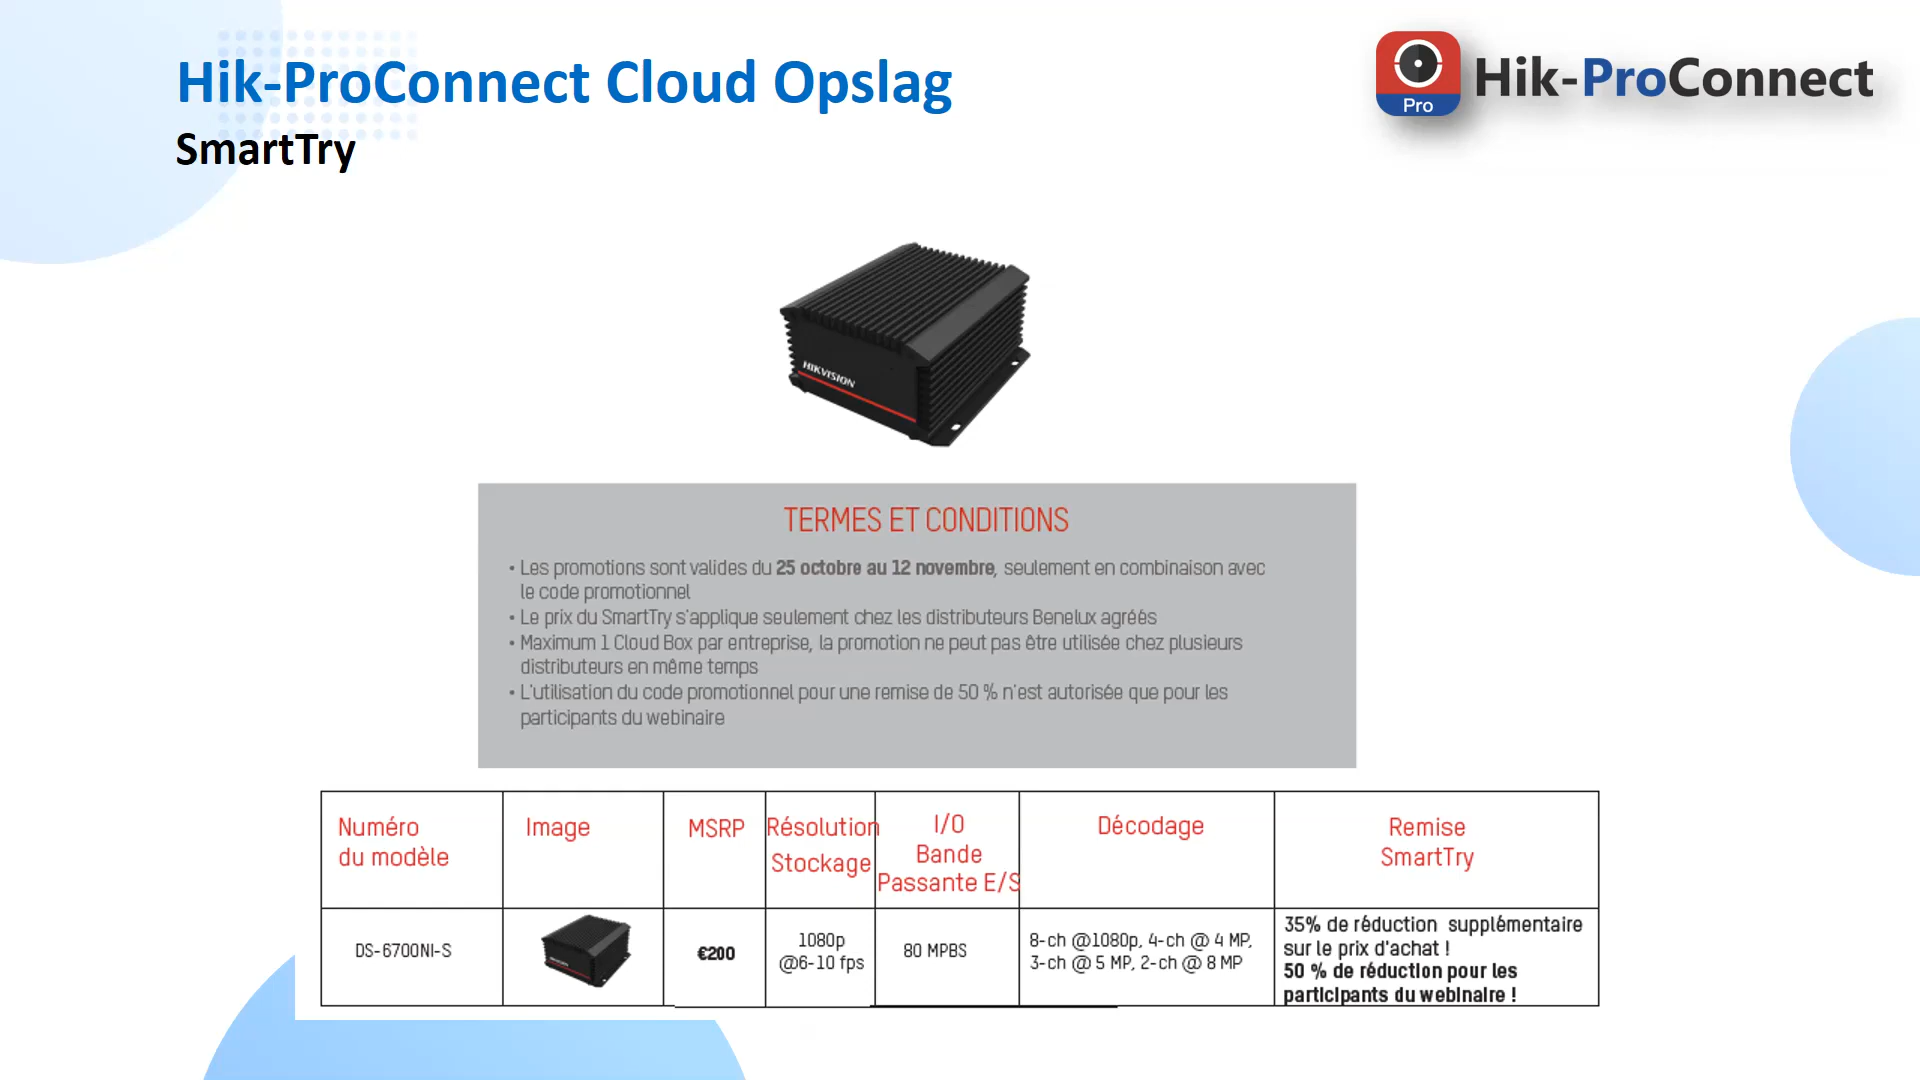 Hik-ProConnect Cloud Opslag
SmartTry
Pro
Hik-ProConnect
HIKVISION
TERMES ET CONDITIONS
• Les promotions sont valides du 25 octobre au 12 novembre, seulement en combinaison avec
le code promotionnel
• Le prix du SmartTry s'applique seulement chez les distributeurs Benelux agréés
• Maximum 1 Cloud Box par entreprise, la promotion ne peut pas être utilisée chez plusieurs
distributeurs en même temps
• L'utilisation du code promotionnel pour une remise de 50 % n'est autorisée que pour les
participants du webinaire
Numéro
du modèle
Image
MSRP
Résolution
Stockage
I/O
Bande
Passante E/S
Décodage
Remise
SmartTry
DS-6700NI-S
HIKVISION
€200
1080p
@6-10 fps
80 MPBS
8-ch @1080p, 4-ch @ 4 MP,
3-ch @ 5 MP, 2-ch @ 8 MP
35% de réduction supplémentaire
sur le prix d'achat !
50 % de réduction pour les
participants du webinaire !